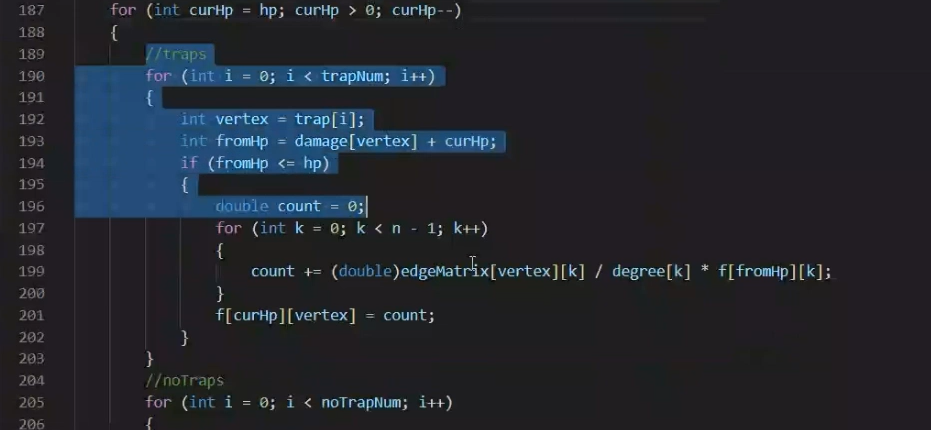 187 for (int curHp = hp; curHp > 0; curHp--)
188 {
189 //traps
190 for (int i = 0; i < trapNum; i++)
191 {
192 int vertex = trap[i];
193 int fromHp = damage[vertex] + curHp;
194 if (fromHp <= hp)
195 {
196 double count = 0;
197 for (int k = 0; k < n - 1; k++)
198 {
199 count += (double)edgeMatrix[vertex][k] / degree[k] * f[fromHp][k];
200 }
201 f[curHp][vertex] = count;
202 }
203 }
204 //noTraps
205 for (int i = 0; i < noTrapNum; i++)
206 {